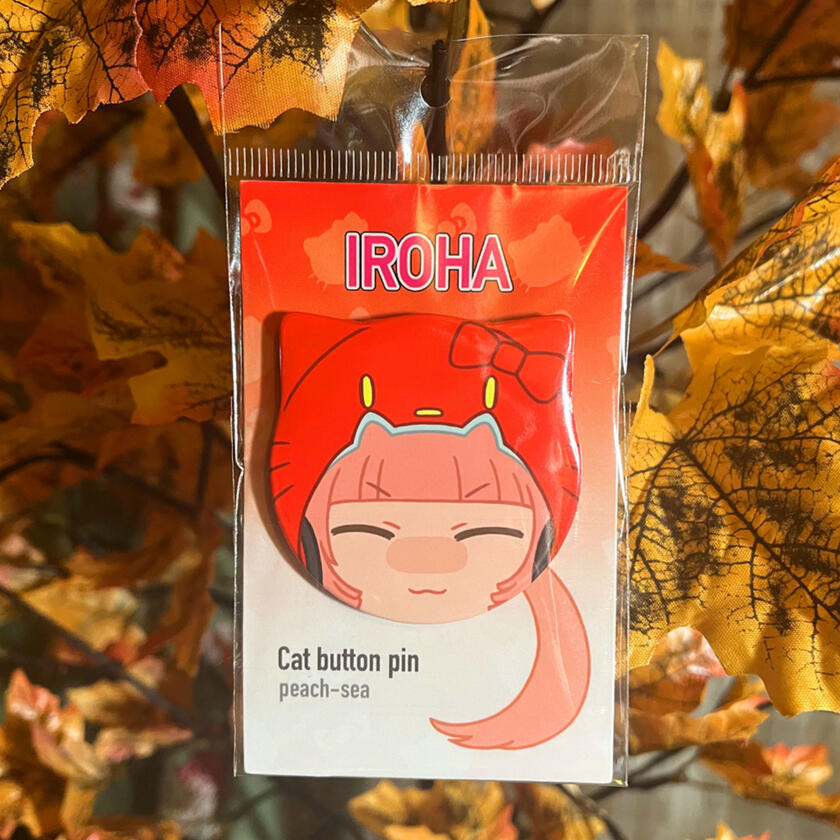 IROHA
Cat button pin
peach-sea